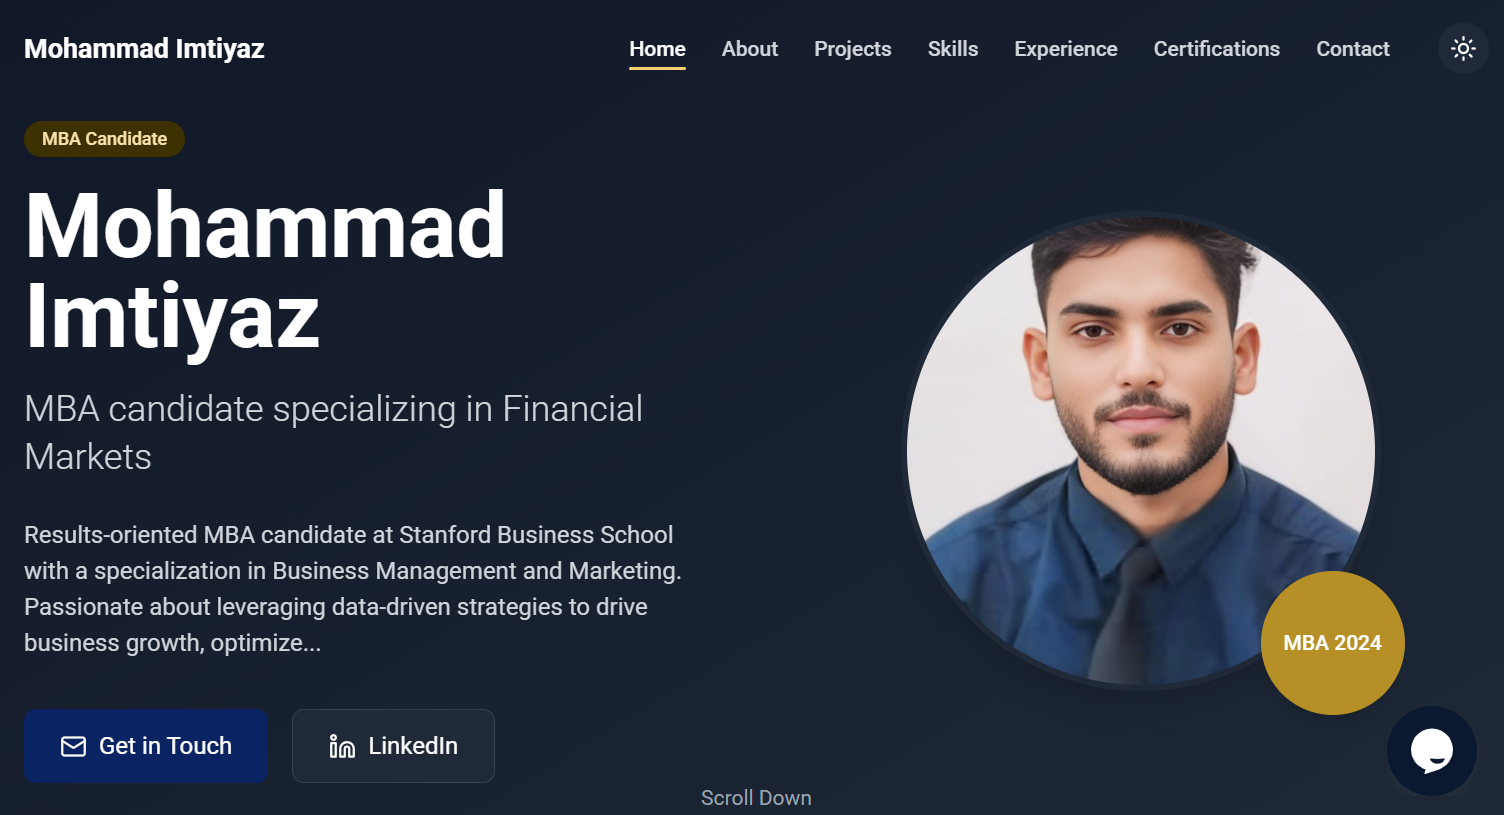 Mohammad Imtiyaz
Home About Projects Skills Experience Certifications Contact
MBA Candidate
Mohammad
Imtiyaz
MBA candidate specializing in Financial
Markets
Results-oriented MBA candidate at Stanford Business School
with a specialization in Business Management and Marketing.
Passionate about leveraging data-driven strategies to drive
business growth, optimize...
MBA 2024
Get in Touch
LinkedIn
Scroll Down